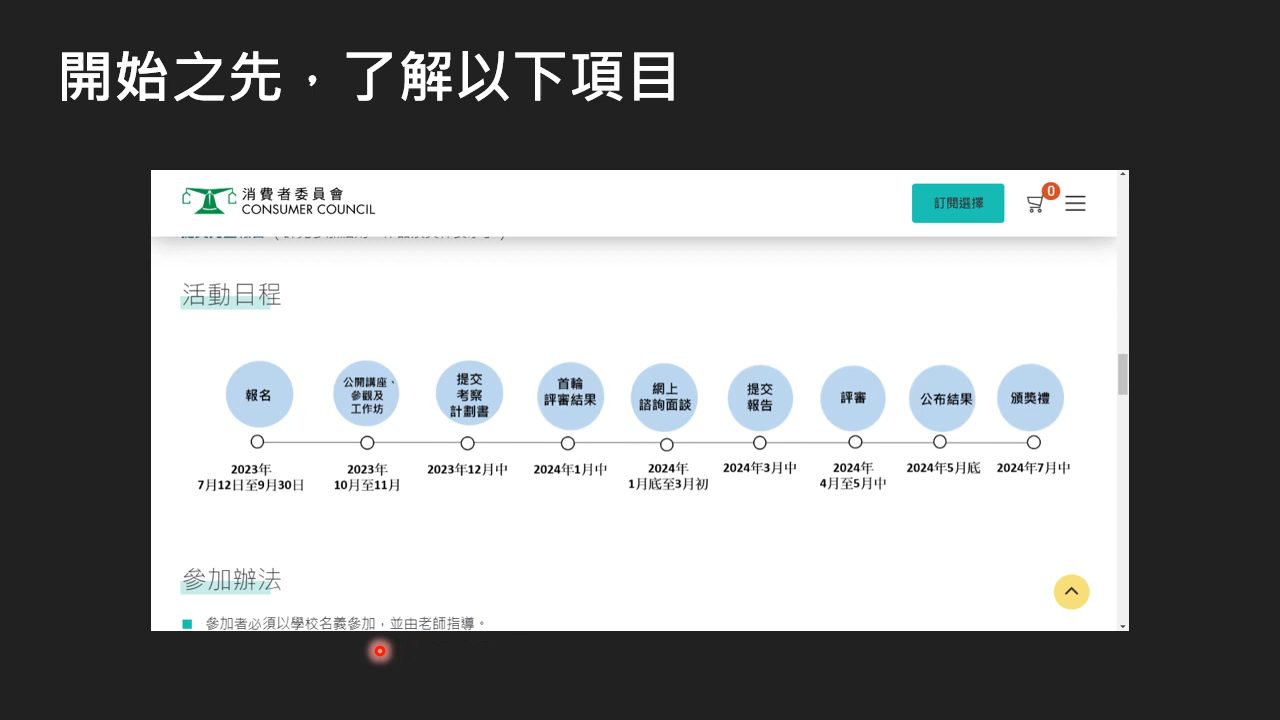 開始之先，了解以下項目
消費者委員會
CONSUMER COUNCIL
訂閱選擇
0
活動日程
報名
公開講座、
參觀及
工作坊
提交
考察
計劃書
首輪
評審結果
網上
諮詢面談
提交
報告
評審
公布結果
頒獎禮
2023年
7月12日至9月30日
2023年
10月至11月
2023年12月中
2024年1月中
2024年
1月底至3月初
2024年3月中
2024年
4月至5月中
2024年5月底
2024年7月中
參加辦法
參加者必須以學校名義參加，並由老師指導。